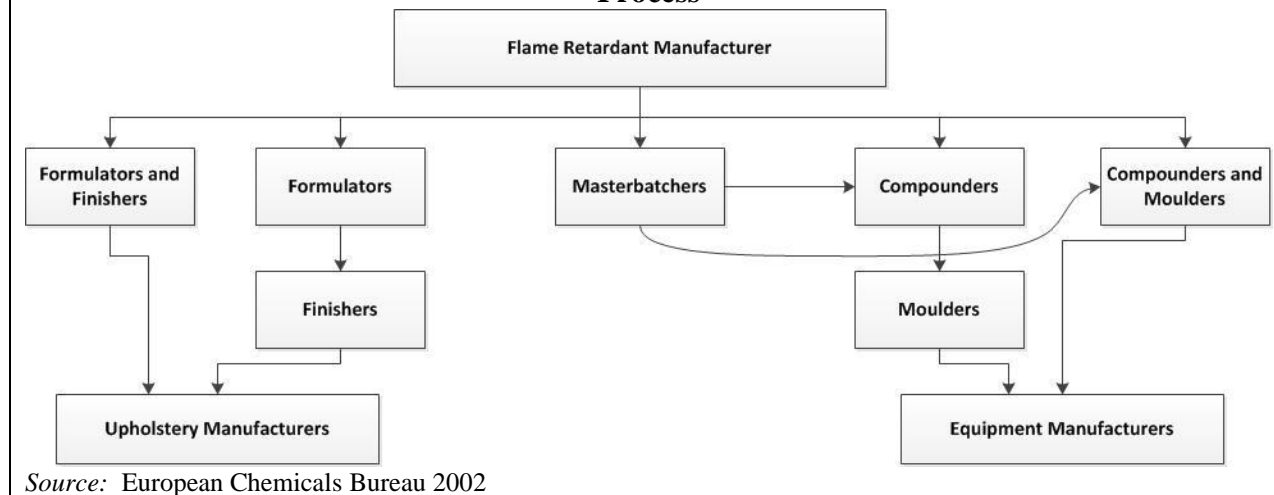 Process
Flame Retardant Manufacturer
Formulators and
Finishers
Formulators
Masterbatchers
Compounders
Compounders and
Moulders
Finishers
Moulders
Upholstery Manufacturers
Equipment Manufacturers
Source: European Chemicals Bureau 2002